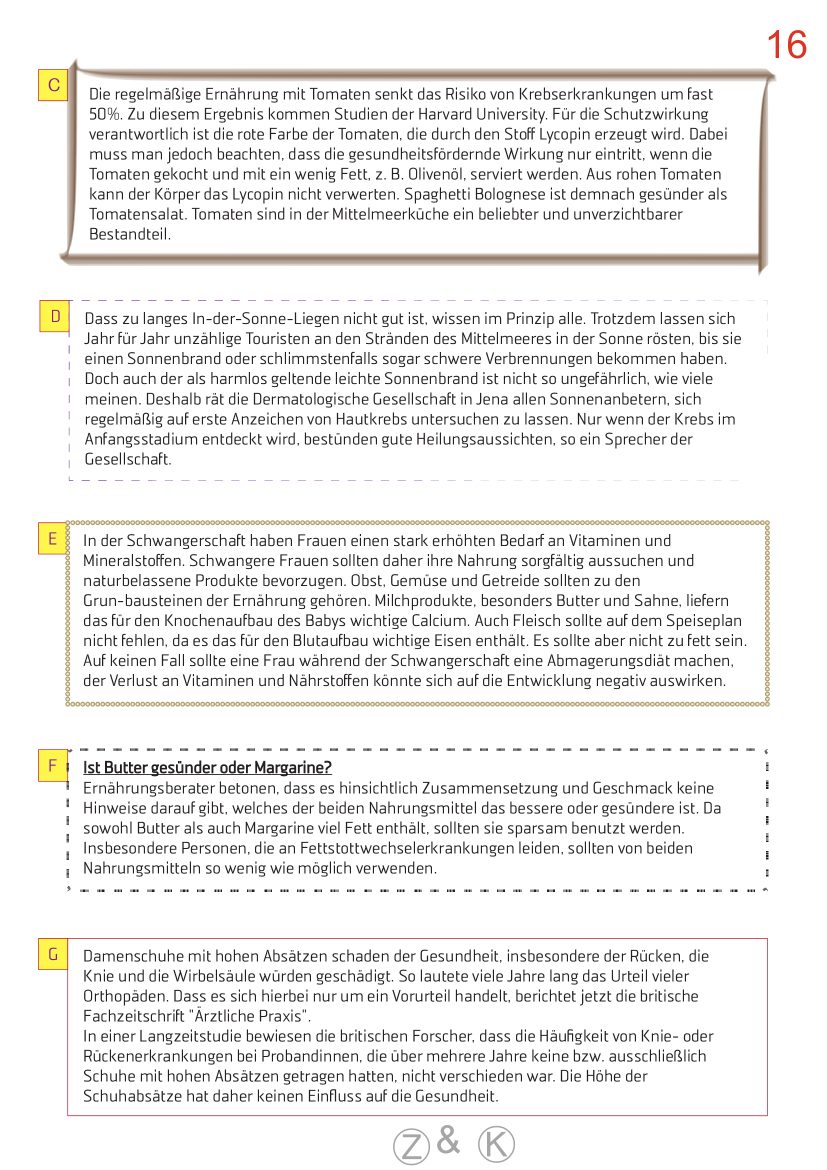 16
C
Die regelmäßige Ernährung mit Tomaten senkt das Risiko von Krebserkrankungen um fast
50%. Zu diesem Ergebnis kommen Studien der Harvard University. Für die Schutzwirkung
verantwortlich ist die rote Farbe der Tomaten, die durch den Stoff Lycopin erzeugt wird. Dabei
muss man jedoch beachten, dass die gesundheitsfördernde Wirkung nur eintritt, wenn die
Tomaten gekocht und mit ein wenig Fett, z. B. Olivenöl, serviert werden. Aus rohen Tomaten
kann der Körper das Lycopin nicht verwerten. Spaghetti Bolognese ist demnach gesünder als
Tomatensalat. Tomaten sind in der Mittelmeerküche ein beliebter und unverzichtbarer
Bestandteil.
D
Dass zu langes In-der-Sonne-Liegen nicht gut ist, wissen im Prinzip alle. Trotzdem lassen sich
Jahr für Jahr unzählige Touristen an den Stränden des Mittelmeeres in der Sonne rösten, bis sie
einen Sonnenbrand oder schlimmstenfalls sogar schwere Verbrennungen bekommen haben.
Doch auch der als harmlos geltende leichte Sonnenbrand ist nicht so ungefährlich, wie viele
meinen. Deshalb rät die Dermatologische Gesellschaft in Jena allen Sonnenanbetern, sich
regelmäßig auf erste Anzeichen von Hautkrebs untersuchen zu lassen. Nur wenn der Krebs im
Anfangsstadium entdeckt wird, bestünden gute Heilungsaussichten, so ein Sprecher der
Gesellschaft.
E
In der Schwangerschaft haben Frauen einen stark erhöhten Bedarf an Vitaminen und
Mineralstoffen. Schwangere Frauen sollten daher ihre Nahrung sorgfältig aussuchen und
naturbelassene Produkte bevorzugen. Obst, Gemüse und Getreide sollten zu den
Grun-bausteinen der Ernährung gehören. Milchprodukte, besonders Butter und Sahne, liefern
das für den Knochenaufbau des Babys wichtige Calcium. Auch Fleisch sollte auf dem Speiseplan
nicht fehlen, da es das für den Blutaufbau wichtige Eisen enthält. Es sollte aber nicht zu fett sein.
Auf keinen Fall sollte eine Frau während der Schwangerschaft eine Abmagerungsdiät machen,
der Verlust an Vitaminen und Nährstoffen könnte sich auf die Entwicklung negativ auswirken.
F
Ist Butter gesünder oder Margarine?
Ernährungsberater betonen, dass es hinsichtlich Zusammensetzung und Geschmack keine
Hinweise darauf gibt, welches der beiden Nahrungsmittel das bessere oder gesündere ist. Da
sowohl Butter als auch Margarine viel Fett enthält, sollten sie sparsam benutzt werden.
Insbesondere Personen, die an Fettstottwechselerkrankungen leiden, sollten von beiden
Nahrungsmitteln so wenig wie möglich verwenden.
G
Damenschuhe mit hohen Absätzen schaden der Gesundheit, insbesondere der Rücken, die
Knie und die Wirbelsäule würden geschädigt. So lautete viele Jahre lang das Urteil vieler
Orthopäden. Dass es sich hierbei nur um ein Vorurteil handelt, berichtet jetzt die britische
Fachzeitschrift "Ärztliche Praxis".
In einer Langzeitstudie bewiesen die britischen Forscher, dass die Häufigkeit von Knie- oder
Rückenerkrankungen bei Probandinnen, die über mehrere Jahre keine bzw. ausschließlich
Schuhe mit hohen Absätzen getragen hatten, nicht verschieden war. Die Höhe der
Schuhabsätze hat daher keinen Einfluss auf die Gesundheit.
Z & K